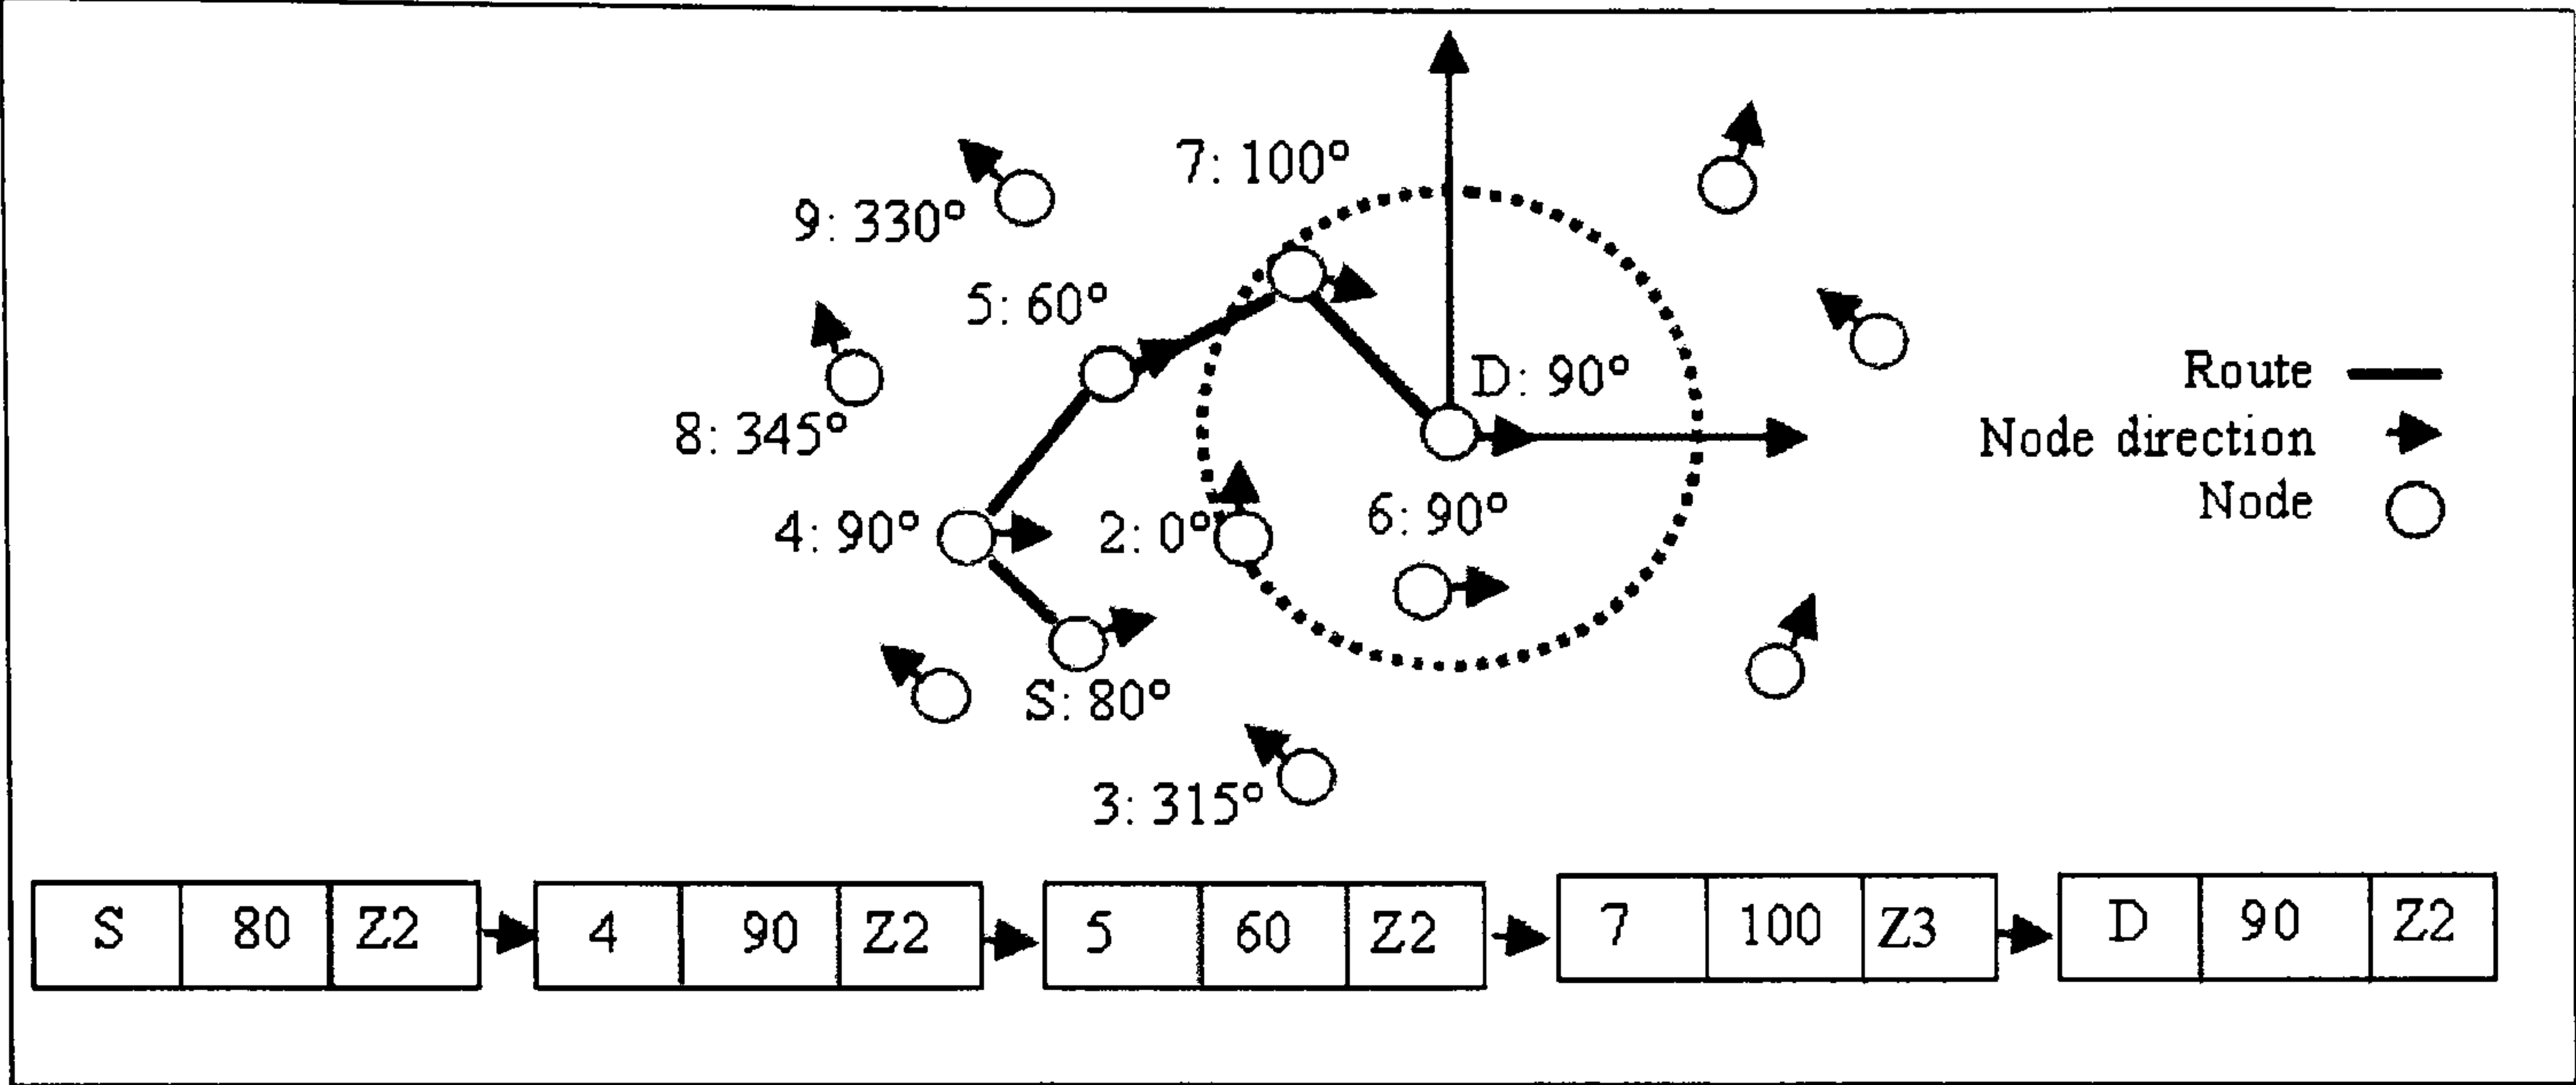 7: 100°
9: 330°
5: 60°
D: 90°
Route
8: 345°
Node direction
6: 90°
Node
4: 90°
2: 0°
S: 80°
3: 315°
S 80 Z2
4 90 Z2
5 60 Z2
7 100 Z3
D 90 Z2